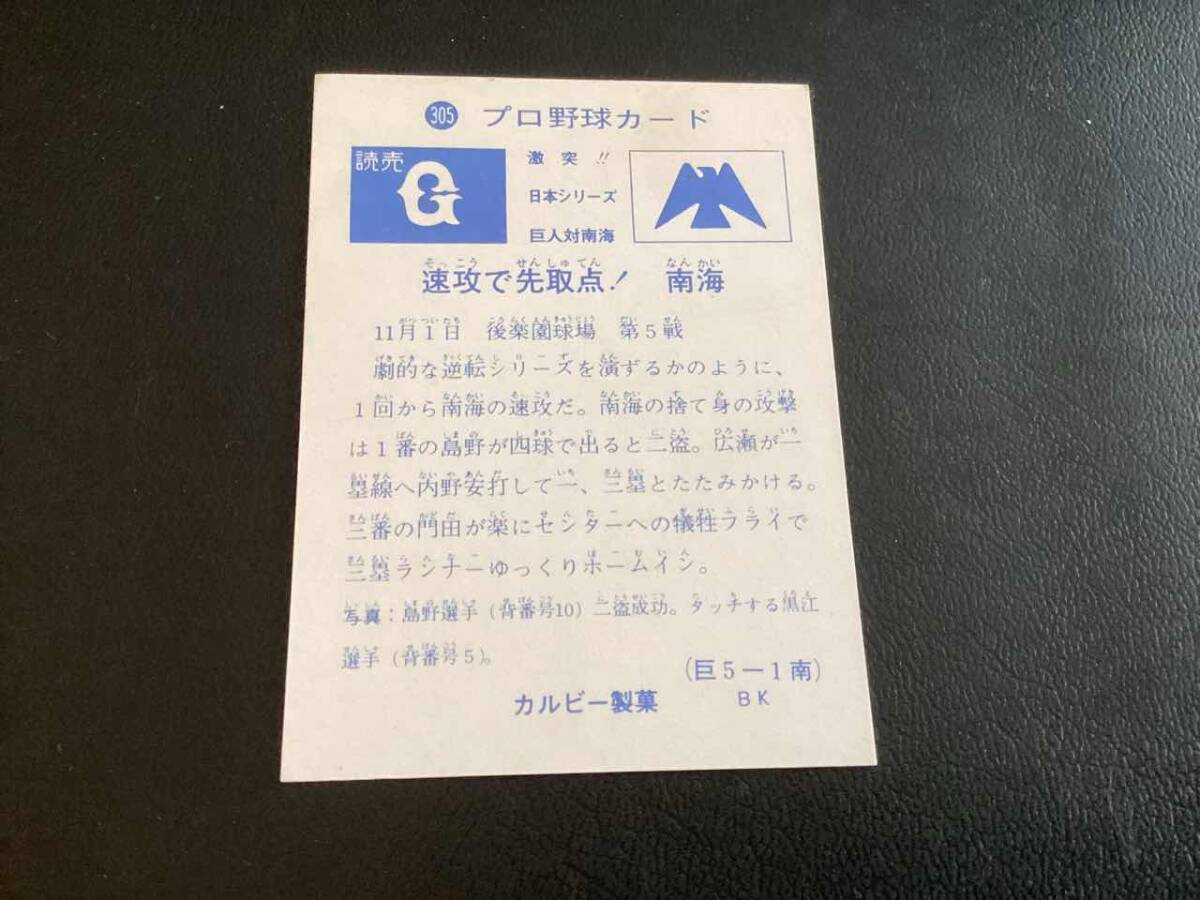 305 プロ野球カード
読売
G
激突!!
日本シリーズ
巨人対南海
速攻で先取点! 南海
11月1日 後楽園球場 第5戦
劇的な逆転シリーズを演ずるかのように、
1回から南海の速攻だ。南海の捨て身の攻撃
は1番の島野が四球で出ると二盗。広瀬が一
塁線へ内野安打して一、三塁とたたみかける。
三番の門田が楽にセンターへの犠牲フライで
三塁ランナーゆっくりホームイン。
写真:島野選手(背番号10)二盗成功。タッチする黒江
選手(背番号5)。
(巨5—1南)
カルビー製菓
BK